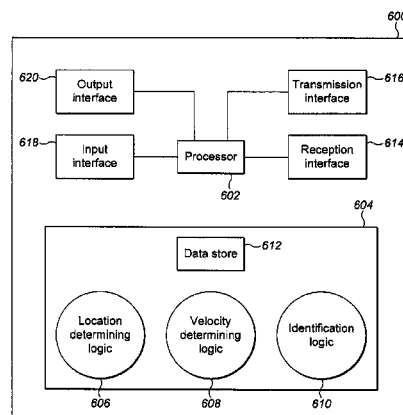 600
620
Output
interface
Transmission
interface
616
618
Input
interface
Processor
602
Reception
interface
614
604
Data store
612
Location
determining
logic
Velocity
determining
logic
Identification
logic
606
608
610